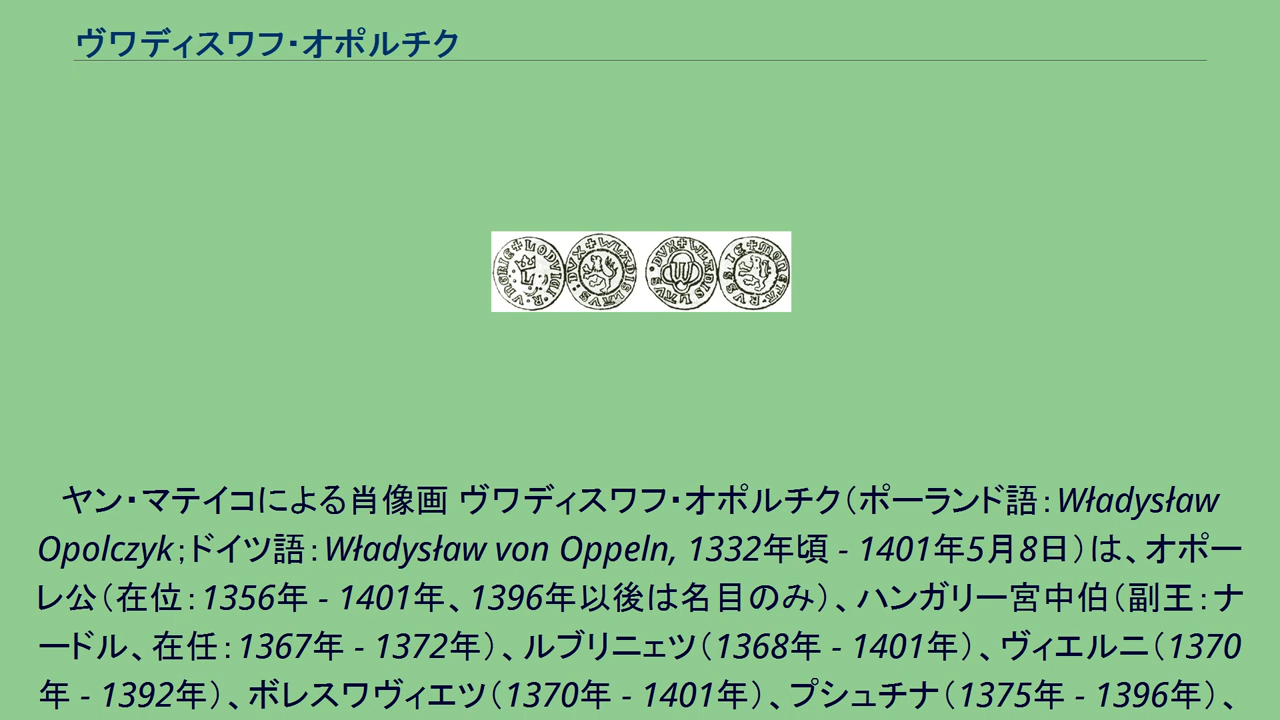 ヴワディスワフ・オポルチク
VNGRIE✝LODVICI·R·
L
DVX✝WLADISLAVS:
DVX✝WLADISLAVS
W
✝MONETA·RVSSIE
ヤン・マテイコによる肖像画 ヴワディスワフ・オポルチク（ポーランド語：Władysław
Opolczyk；ドイツ語：Władysław von Oppeln, 1332年頃 - 1401年5月8日）は、オポー
レ公（在位：1356年 - 1401年、1396年以後は名目のみ）、ハンガリー宮中伯（副王：ナ
ードル、在任：1367年 - 1372年）、ルブリニェツ（1368年 - 1401年）、ヴィエルニ（1370
年 - 1392年）、ボレスワヴィエツ（1370年 - 1401年）、プシュチナ（1375年 - 1396年）、